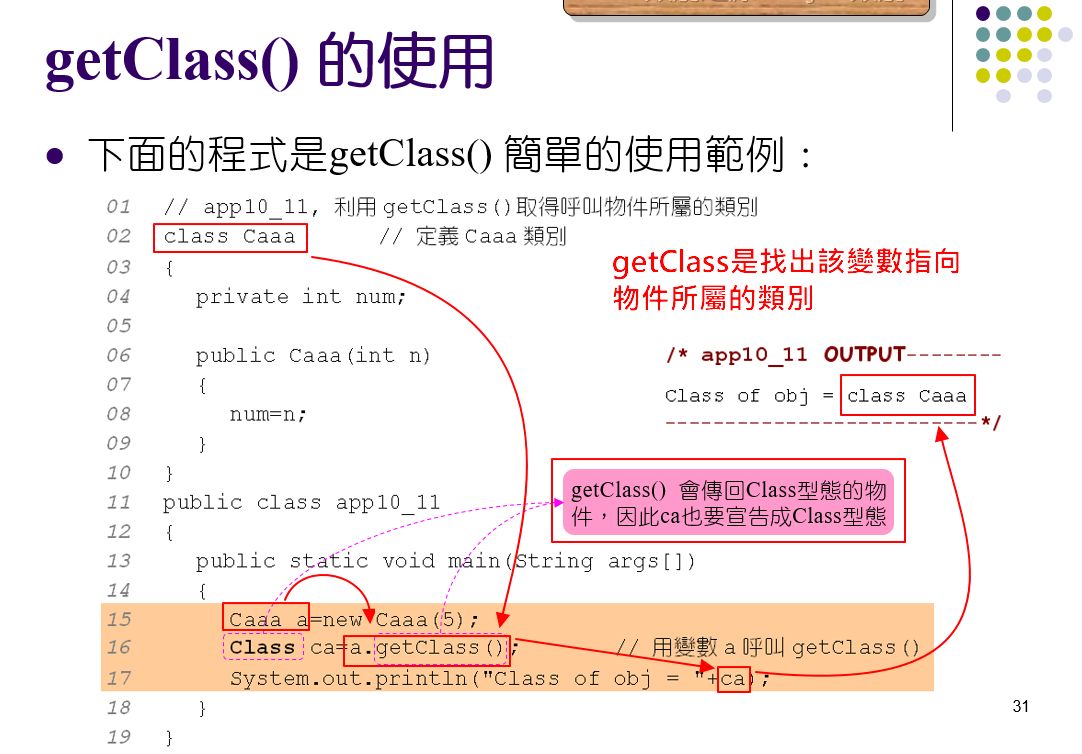 getClass() 的使用
下面的程式是getClass() 簡單的使用範例：
01 // app10_11, 利用 getClass()取得呼叫物件所屬的類別
02 class Caaa // 定義 Caaa 類別
03 {
04 private int num;
05
06 public Caaa(int n)
07 {
08 num=n;
09 }
10 }
11 public class app10_11
12 {
13 public static void main(String args[])
14 {
15 Caaa a=new Caaa(5);
16 Class ca=a.getClass(); // 用變數 a 呼叫 getClass()
17 System.out.println("Class of obj = "+ca);
18 }
19 }
getClass是找出該變數指向
物件所屬的類別
/* app10_11 OUTPUT--------
Class of obj = class Caaa
--------------------------*/
getClass() 會傳回Class型態的物
件，因此ca也要宣告成Class型態
31